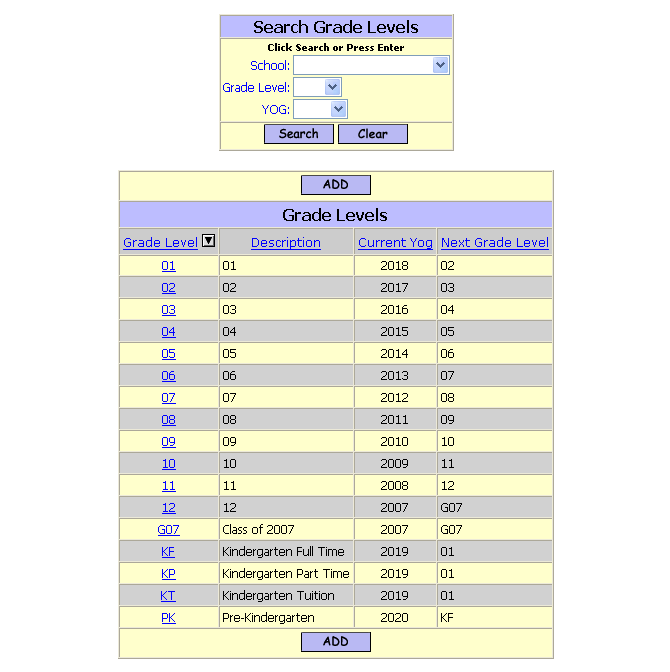 Search Grade Levels
Click Search or Press Enter
School:
Grade Level:
YOG:
Search Clear
ADD
Grade Levels
Grade Level Description Current Yog Next Grade Level
01 01 2018 02
02 02 2017 03
03 03 2016 04
04 04 2015 05
05 05 2014 06
06 06 2013 07
07 07 2012 08
08 08 2011 09
09 09 2010 10
10 10 2009 11
11 11 2008 12
12 12 2007 G07
G07 Class of 2007 2007 G07
KF Kindergarten Full Time 2019 01
KP Kindergarten Part Time 2019 01
KT Kindergarten Tuition 2019 01
PK Pre-Kindergarten 2020 KF
ADD